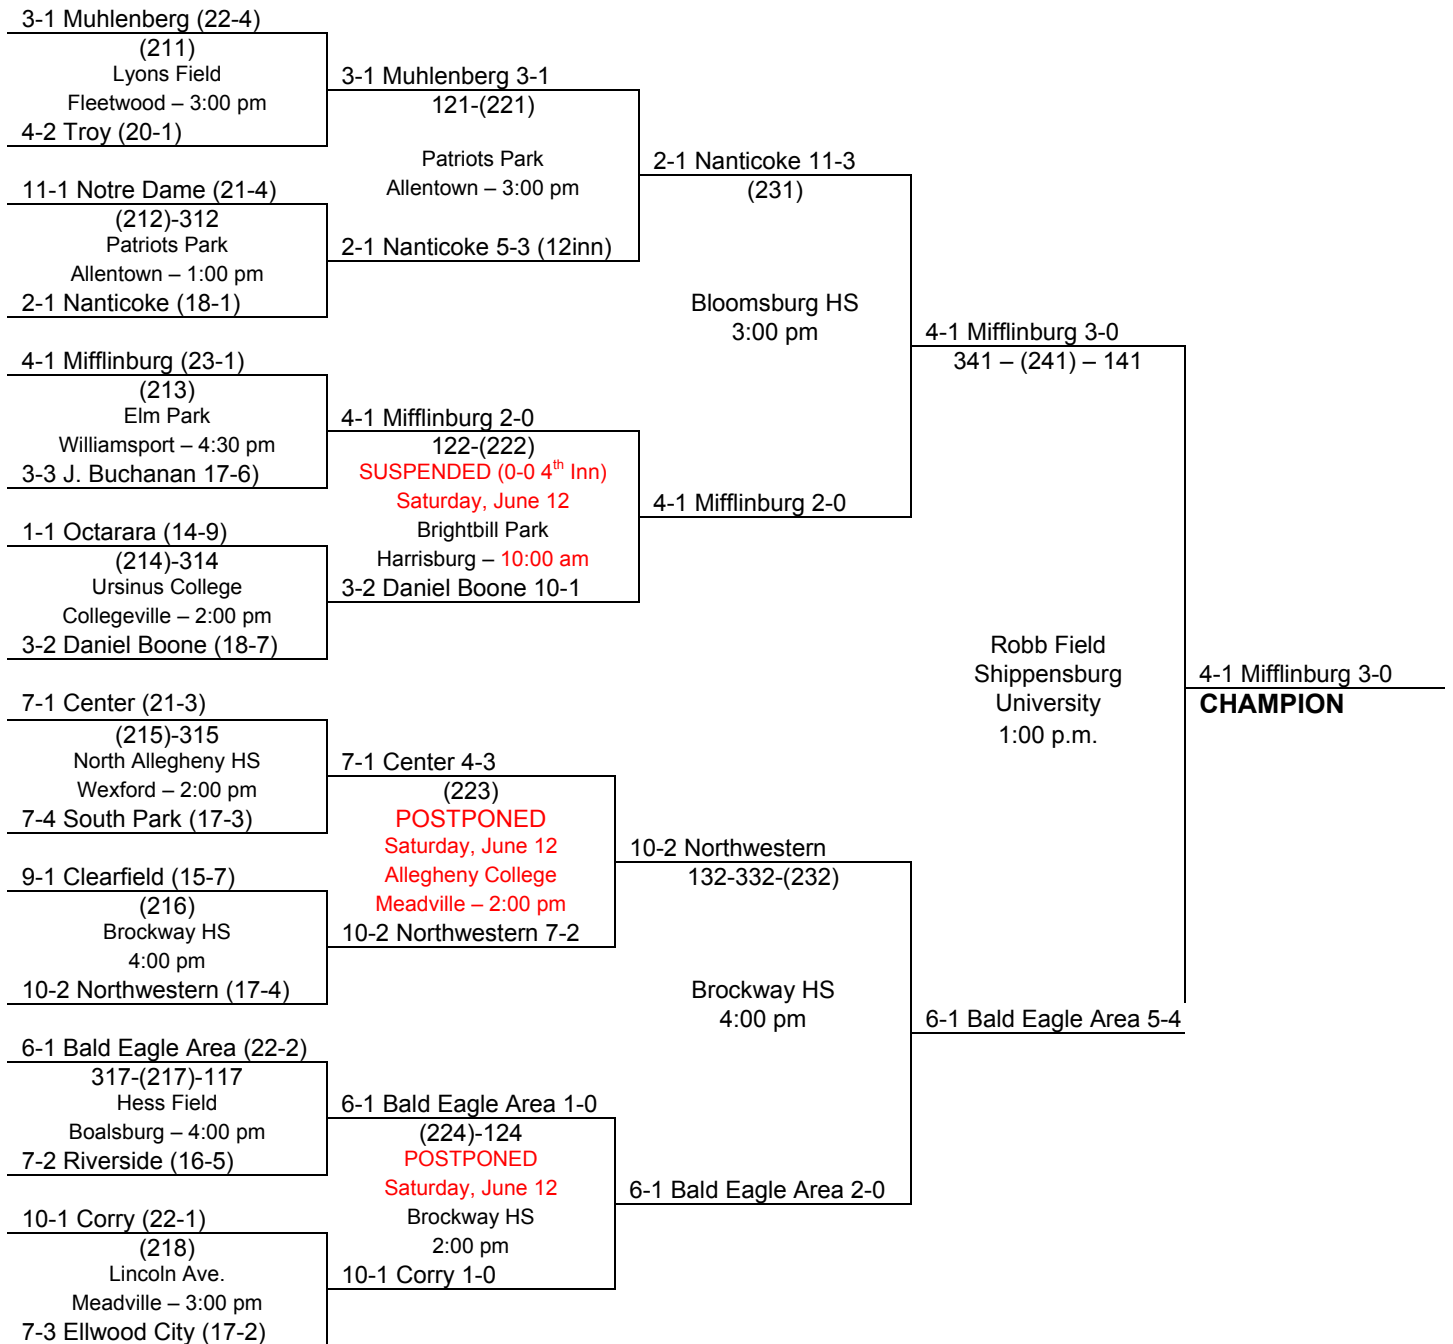 3-1 Muhlenberg (22-4)
(211)
Lyons Field
Fleetwood – 3:00 pm
4-2 Troy (20-1)
11-1 Notre Dame (21-4)
(212)-312
Patriots Park
Allentown – 1:00 pm
2-1 Nanticoke (18-1)
4-1 Mifflinburg (23-1)
(213)
Elm Park
Williamsport – 4:30 pm
3-3 J. Buchanan 17-6)
1-1 Octarara (14-9)
(214)-314
Ursinus College
Collegeville – 2:00 pm
3-2 Daniel Boone (18-7)
7-1 Center (21-3)
(215)-315
North Allegheny HS
Wexford – 2:00 pm
7-4 South Park (17-3)
9-1 Clearfield (15-7)
(216)
Brockway HS
4:00 pm
10-2 Northwestern (17-4)
6-1 Bald Eagle Area (22-2)
317-(217)-117
Hess Field
Boalsburg – 4:00 pm
7-2 Riverside (16-5)
10-1 Corry (22-1)
(218)
Lincoln Ave.
Meadville – 3:00 pm
7-3 Ellwood City (17-2)
3-1 Muhlenberg 3-1
121-(221)
Patriots Park
Allentown – 3:00 pm
2-1 Nanticoke 5-3 (12inn)
4-1 Mifflinburg 2-0
122-(222)
SUSPENDED (0-0 4th Inn)
Saturday, June 12
Brightbill Park
Harrisburg – 10:00 am
3-2 Daniel Boone 10-1
7-1 Center 4-3
(223)
POSTPONED
Saturday, June 12
Allegheny College
Meadville – 2:00 pm
10-2 Northwestern 7-2
6-1 Bald Eagle Area 1-0
(224)-124
POSTPONED
Saturday, June 12
Brockway HS
2:00 pm
10-1 Corry 1-0
2-1 Nanticoke 11-3
(231)
Bloomsburg HS
3:00 pm
4-1 Mifflinburg 2-0
10-2 Northwestern
132-332-(232)
Brockway HS
4:00 pm
6-1 Bald Eagle Area 2-0
4-1 Mifflinburg 3-0
341 – (241) – 141
Robb Field
Shippensburg
University
1:00 p.m.
6-1 Bald Eagle Area 5-4
4-1 Mifflinburg 3-0
CHAMPION